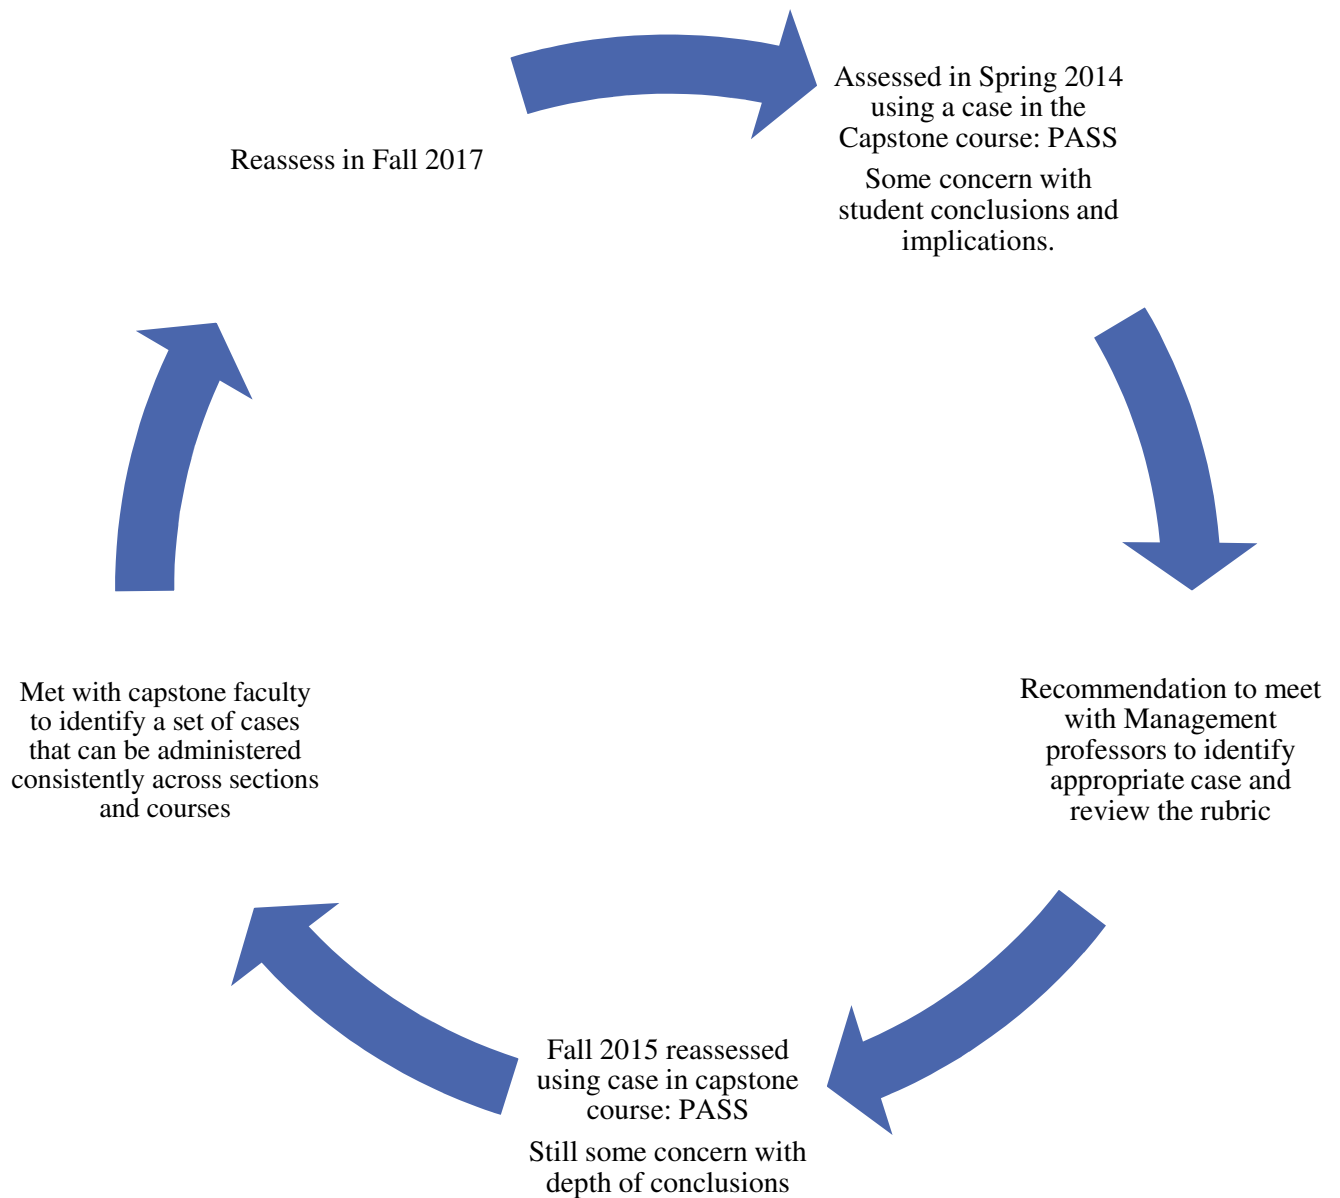 Assessed in Spring 2014
using a case in the
Capstone course: PASS
Some concern with
student conclusions and
implications.
Recommendation to meet
with Management
professors to identify
appropriate case and
review the rubric
Fall 2015 reassessed
using case in capstone
course: PASS
Still some concern with
depth of conclusions
Met with capstone faculty
to identify a set of cases
that can be administered
consistently across sections
and courses
Reassess in Fall 2017